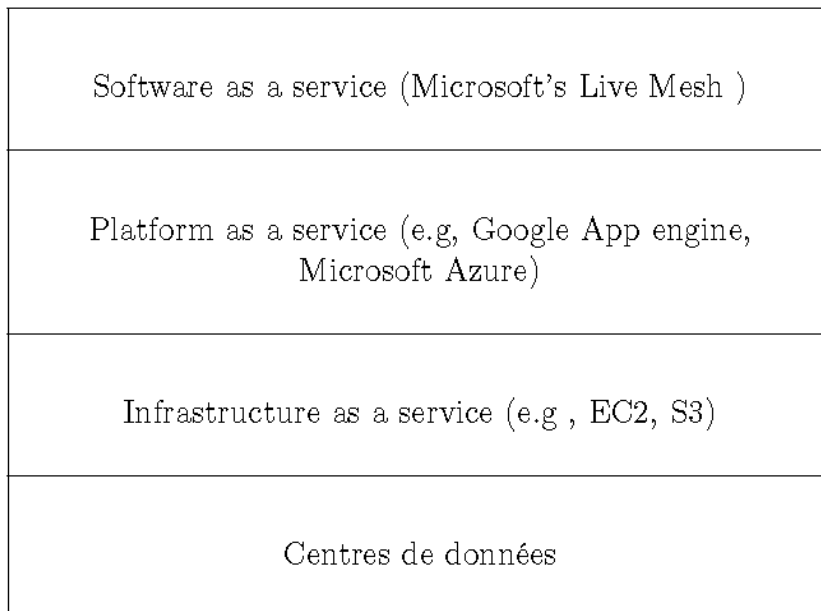 Software as a service (Microsoft's Live Mesh )
Platform as a service (e.g, Google App engine,
Microsoft Azure)
Infrastructure as a service (e.g , EC2, S3)
Centres de données